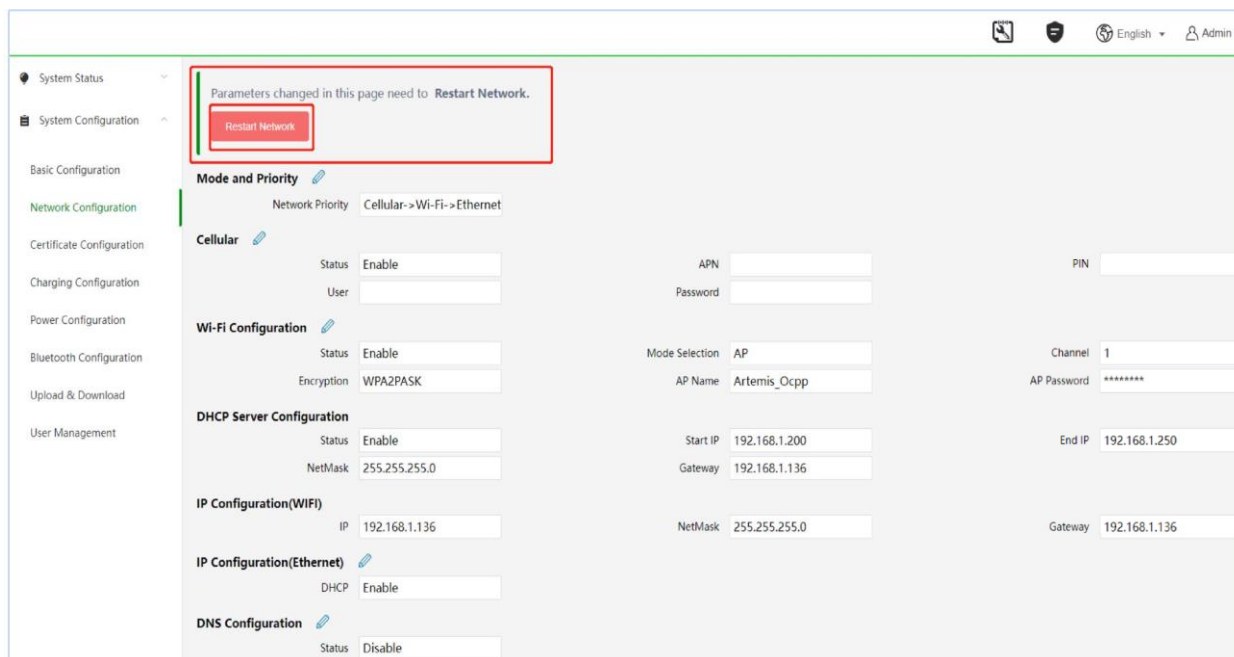 English Admin
System Status
System Configuration
Basic Configuration
Network Configuration
Certificate Configuration
Charging Configuration
Power Configuration
Bluetooth Configuration
Upload & Download
User Management
Parameters changed in this page need to Restart Network.
Restart Network
Mode and Priority
Network Priority Cellular->Wi-Fi->Ethernet
Cellular
Status Enable APN PIN
User Password
Wi-Fi Configuration
Status Enable Mode Selection AP Channel 1
Encryption WPA2PASK AP Name Artemis_Ocpp AP Password ********
DHCP Server Configuration
Status Enable Start IP 192.168.1.200 End IP 192.168.1.250
NetMask 255.255.255.0 Gateway 192.168.1.136
IP Configuration(WIFI)
IP 192.168.1.136 NetMask 255.255.255.0 Gateway 192.168.1.136
IP Configuration(Ethernet)
DHCP Enable
DNS Configuration
Status Disable